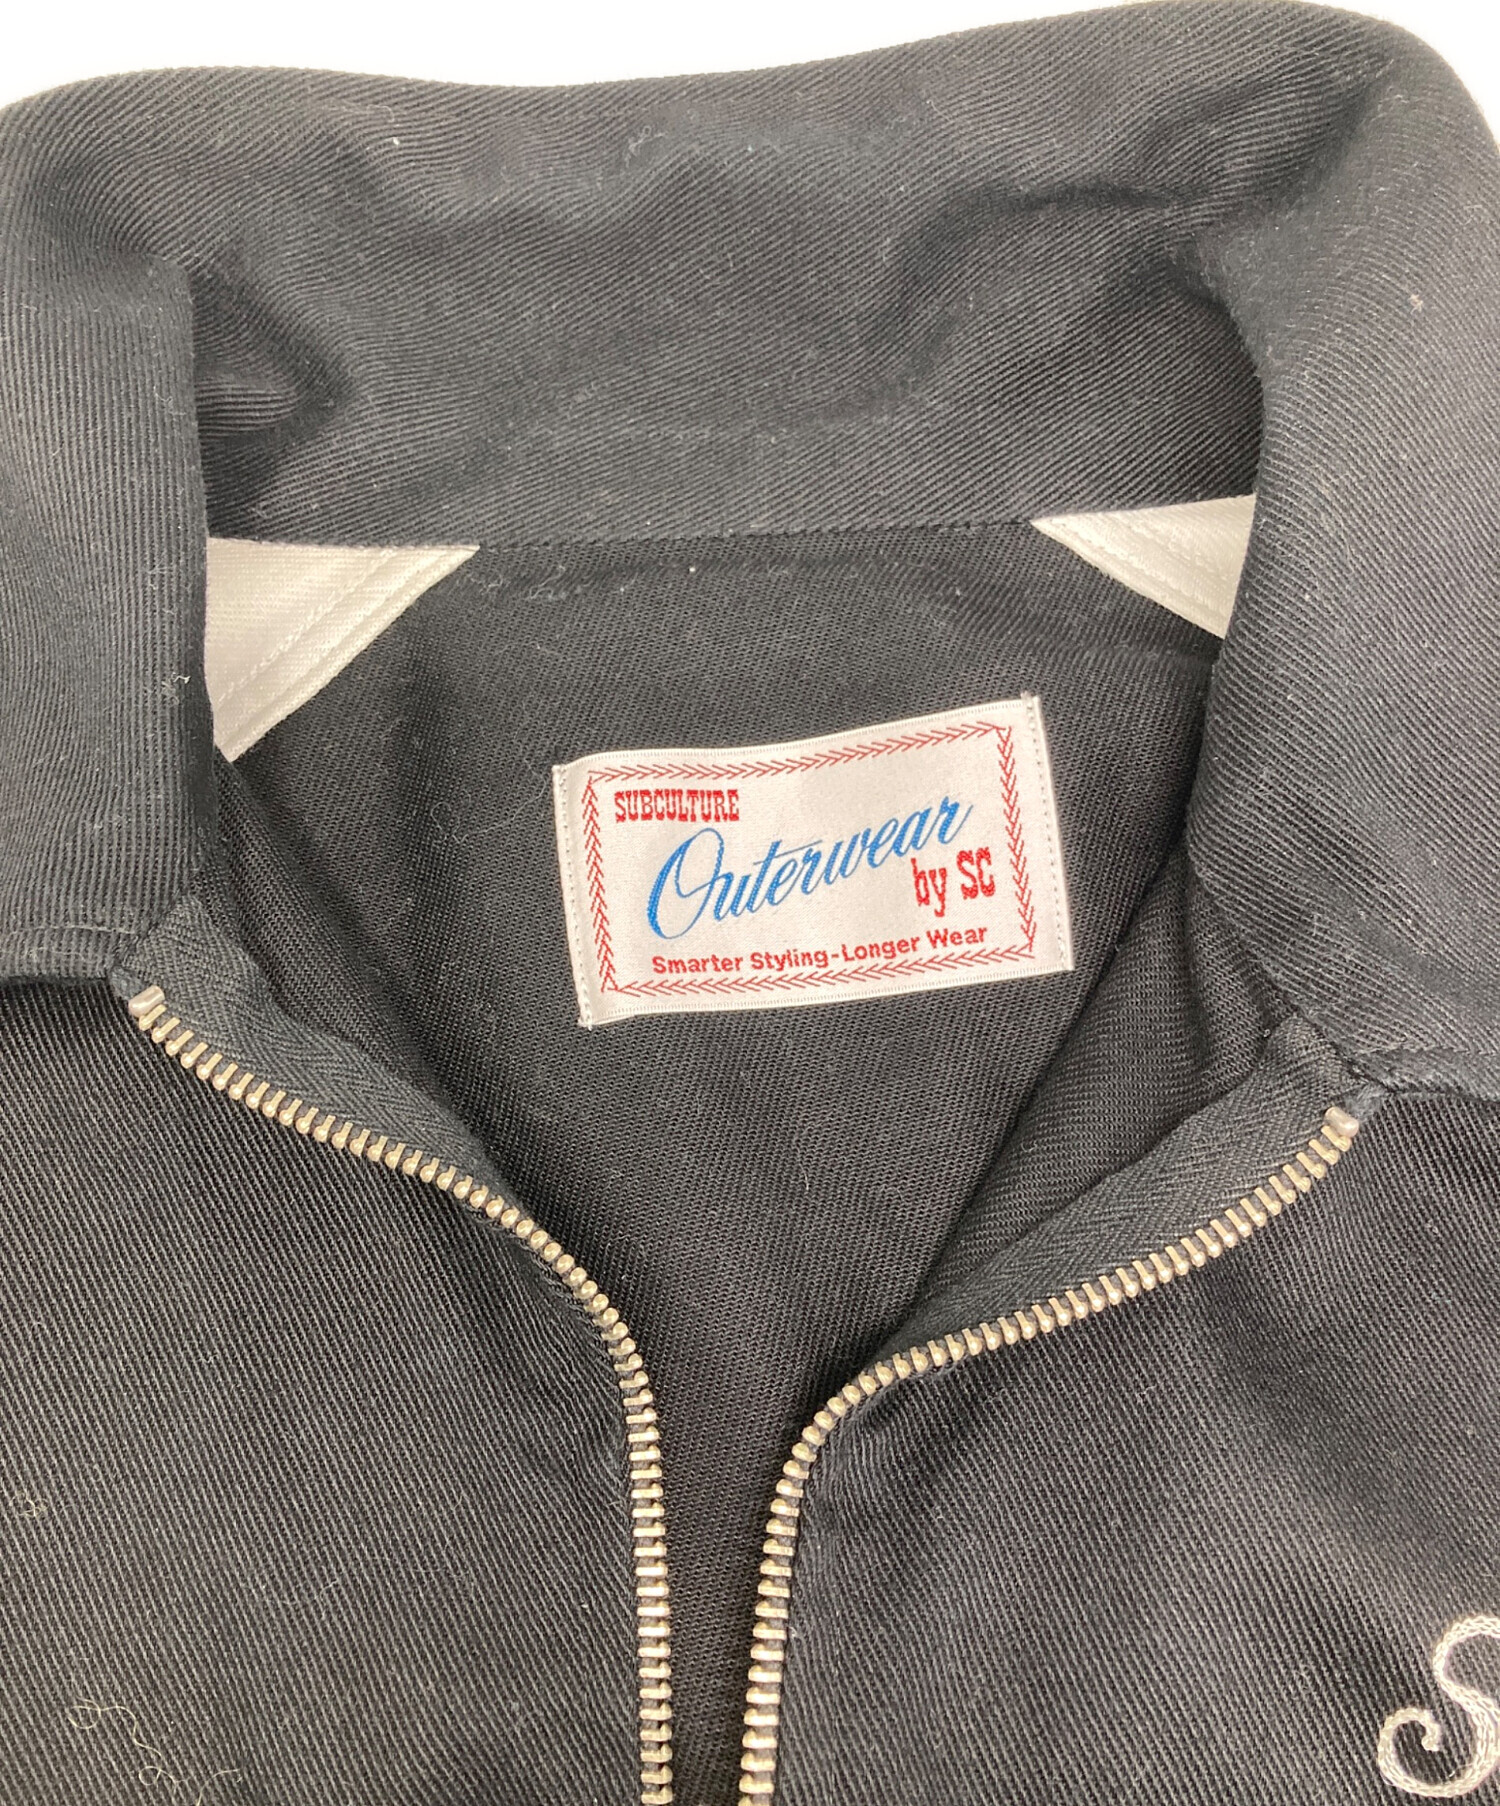 SUBCULTURE
Outerwear
by SC
Smarter Styling-Longer Wear
S